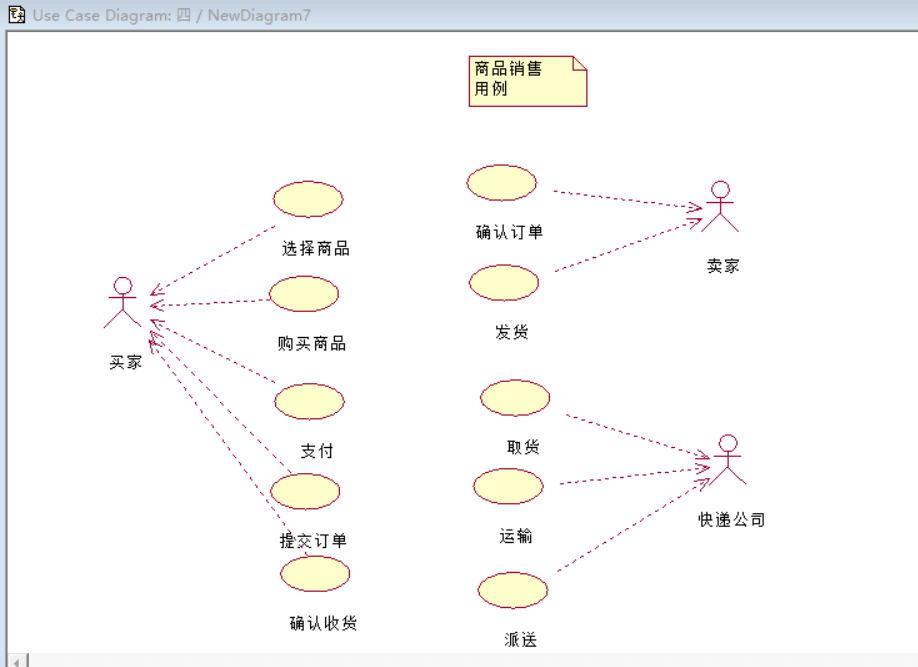 Use Case Diagram: 四 / NewDiagram7
商品销售
用例
选择商品
购买商品
买家
支付
提交订单
确认收货
确认订单
发货
卖家
取货
运输
派送
快递公司